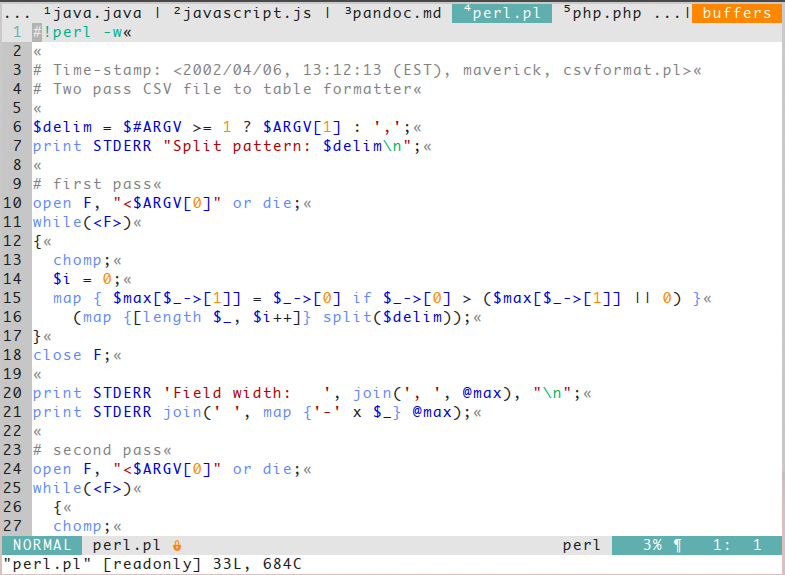 ... ¹java.java | ²javascript.js | ³pandoc.md ⁴perl.pl ⁵php.php ...| buffers
1 #!perl -w«
2 «
3 # Time-stamp: <2002/04/06, 13:12:13 (EST), maverick, csvformat.pl>«
4 # Two pass CSV file to table formatter«
5 «
6 $delim = $#ARGV >= 1 ? $ARGV[1] : ',';«
7 print STDERR "Split pattern: $delim\n";«
8 «
9 # first pass«
10 open F, "<$ARGV[0]" or die;«
11 while(<F>)«
12 {«
13   chomp;«
14   $i = 0;«
15   map { $max[$_->[1]] = $_->[0] if $_->[0] > ($max[$_->[1]] || 0) }«
16     (map {[length $_, $i++]} split($delim));«
17 }«
18 close F;«
19 «
20 print STDERR 'Field width:   ', join(', ', @max), "\n";«
21 print STDERR join(' ', map {'-' x $_} @max);«
22 «
23 # second pass«
24 open F, "<$ARGV[0]" or die;«
25 while(<F>)«
26   {«
27   chomp;«
NORMAL perl.pl perl 3% ¶ 1: 1
"perl.pl" [readonly] 33L, 684C